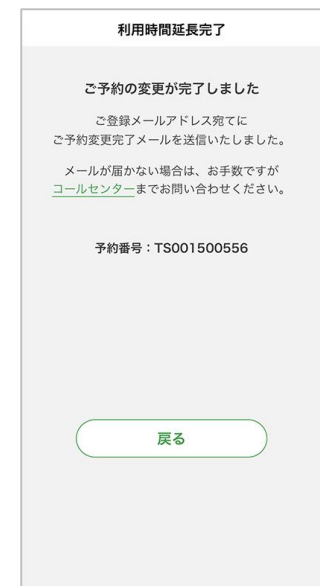 利用時間延長完了
ご予約の変更が完了しました
ご登録メールアドレス宛てに
ご予約変更完了メールを送信いたしました。
メールが届かない場合は、お手数ですが
コールセンターまでお問い合わせください。
予約番号：TS001500556
戻る